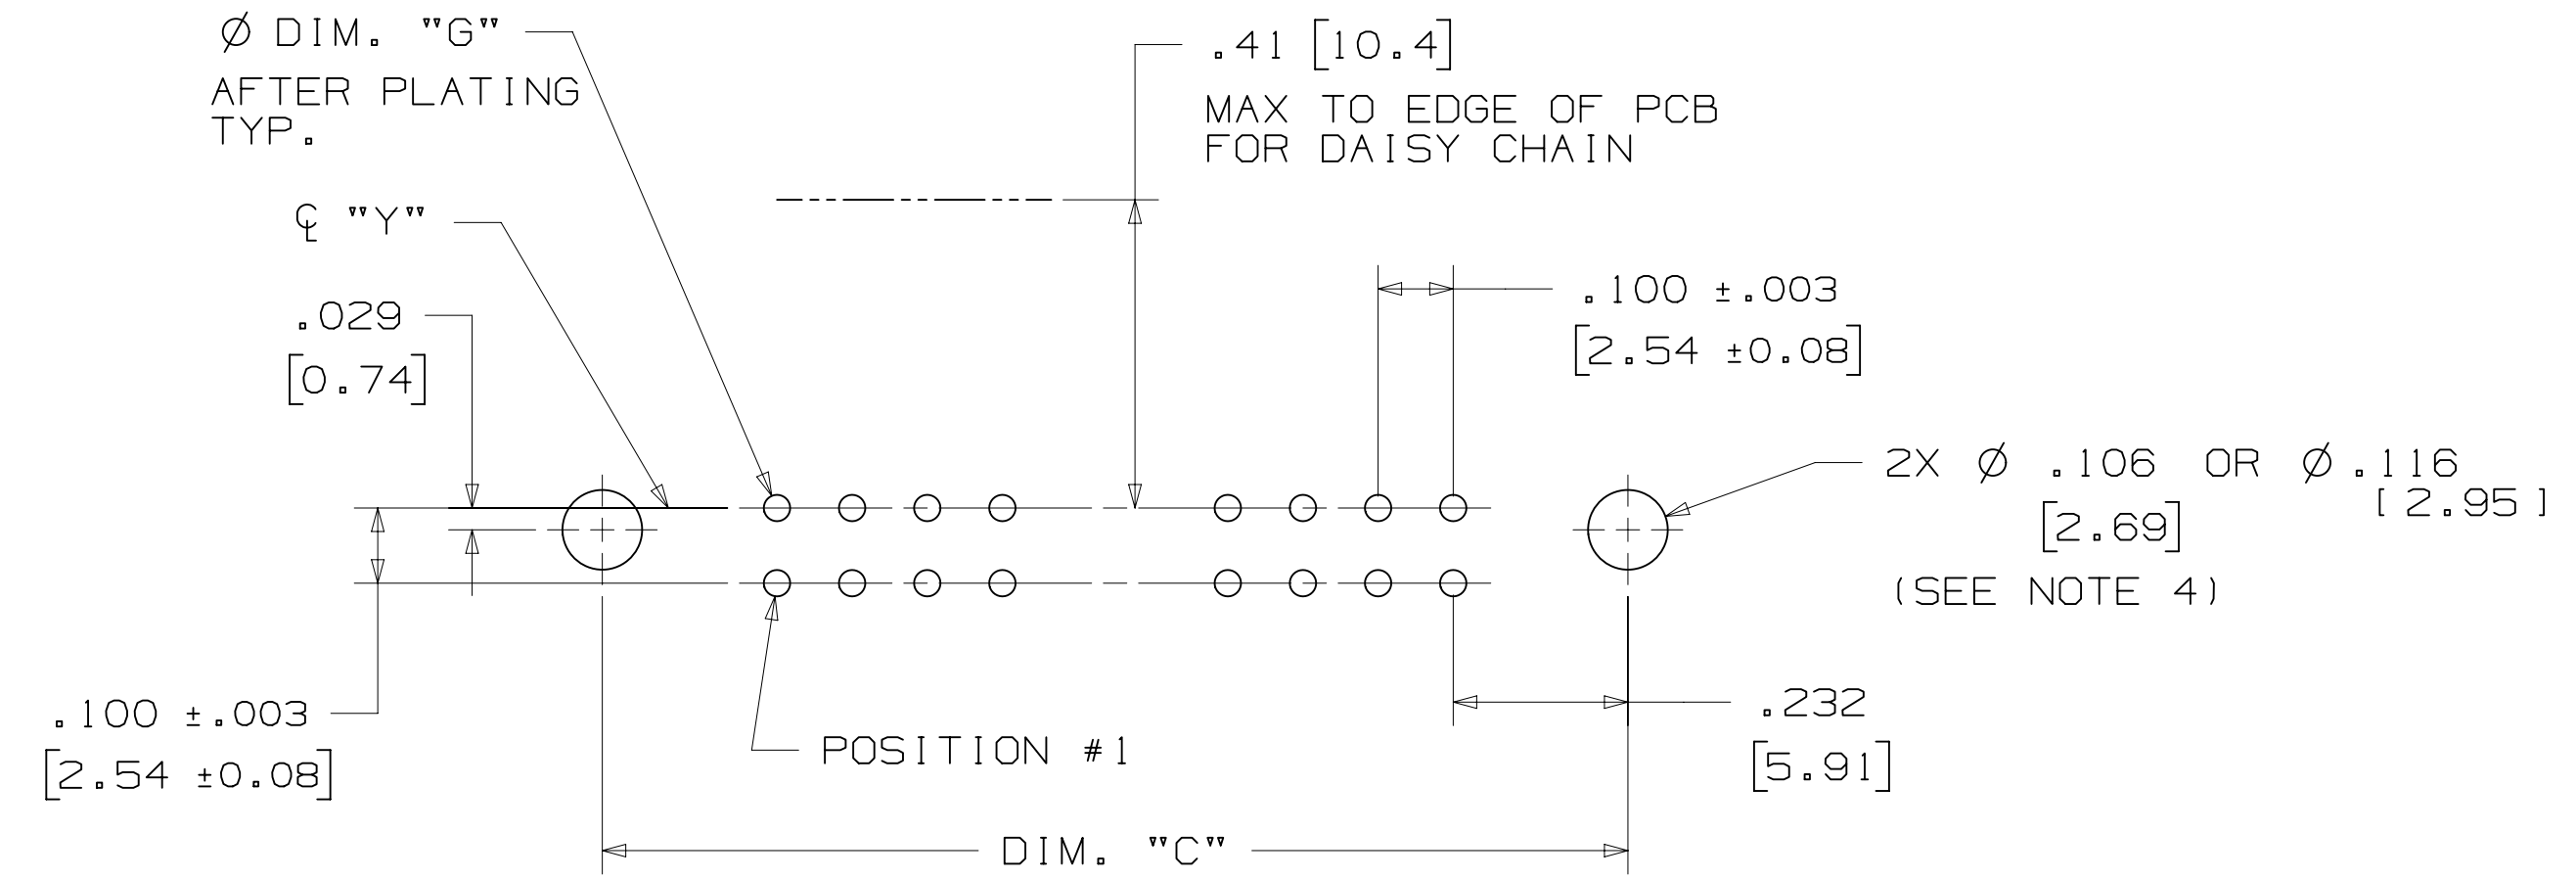 Ø DIM. "G"
AFTER PLATING
TYP.
.41 [10.4]
MAX TO EDGE OF PCB
FOR DAISY CHAIN
℄ "Y"
.029
[0.74]
.100 ±.003
[2.54 ±0.08]
2X Ø .106 OR Ø .116
[2.69] [2.95]
(SEE NOTE 4)
.100 ±.003
[2.54 ±0.08]
POSITION #1
.232
[5.91]
DIM. "C"